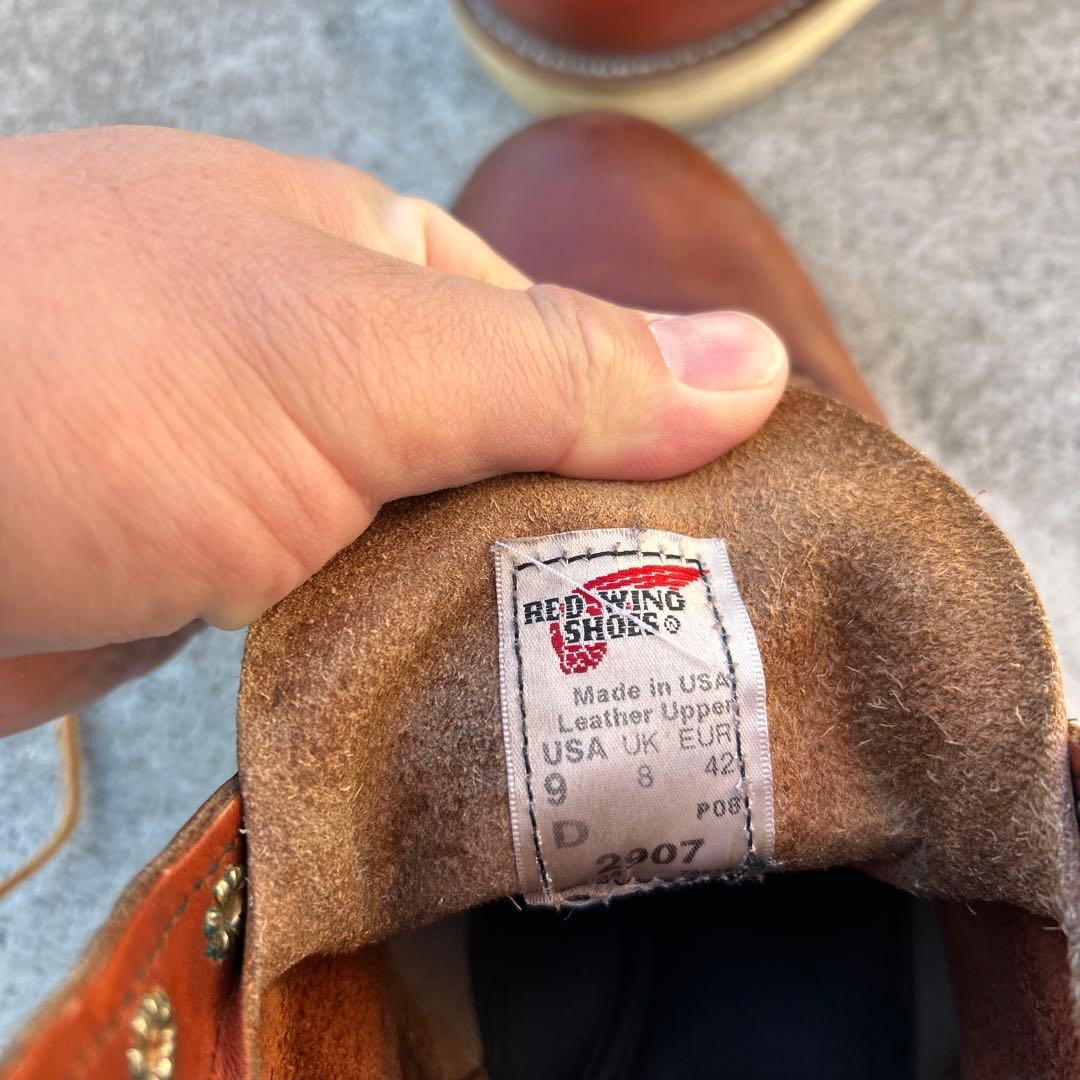 RED WING
SHOES®
Made in USA
Leather Upper
USA UK EUR
9 8 42
P08
D
2907